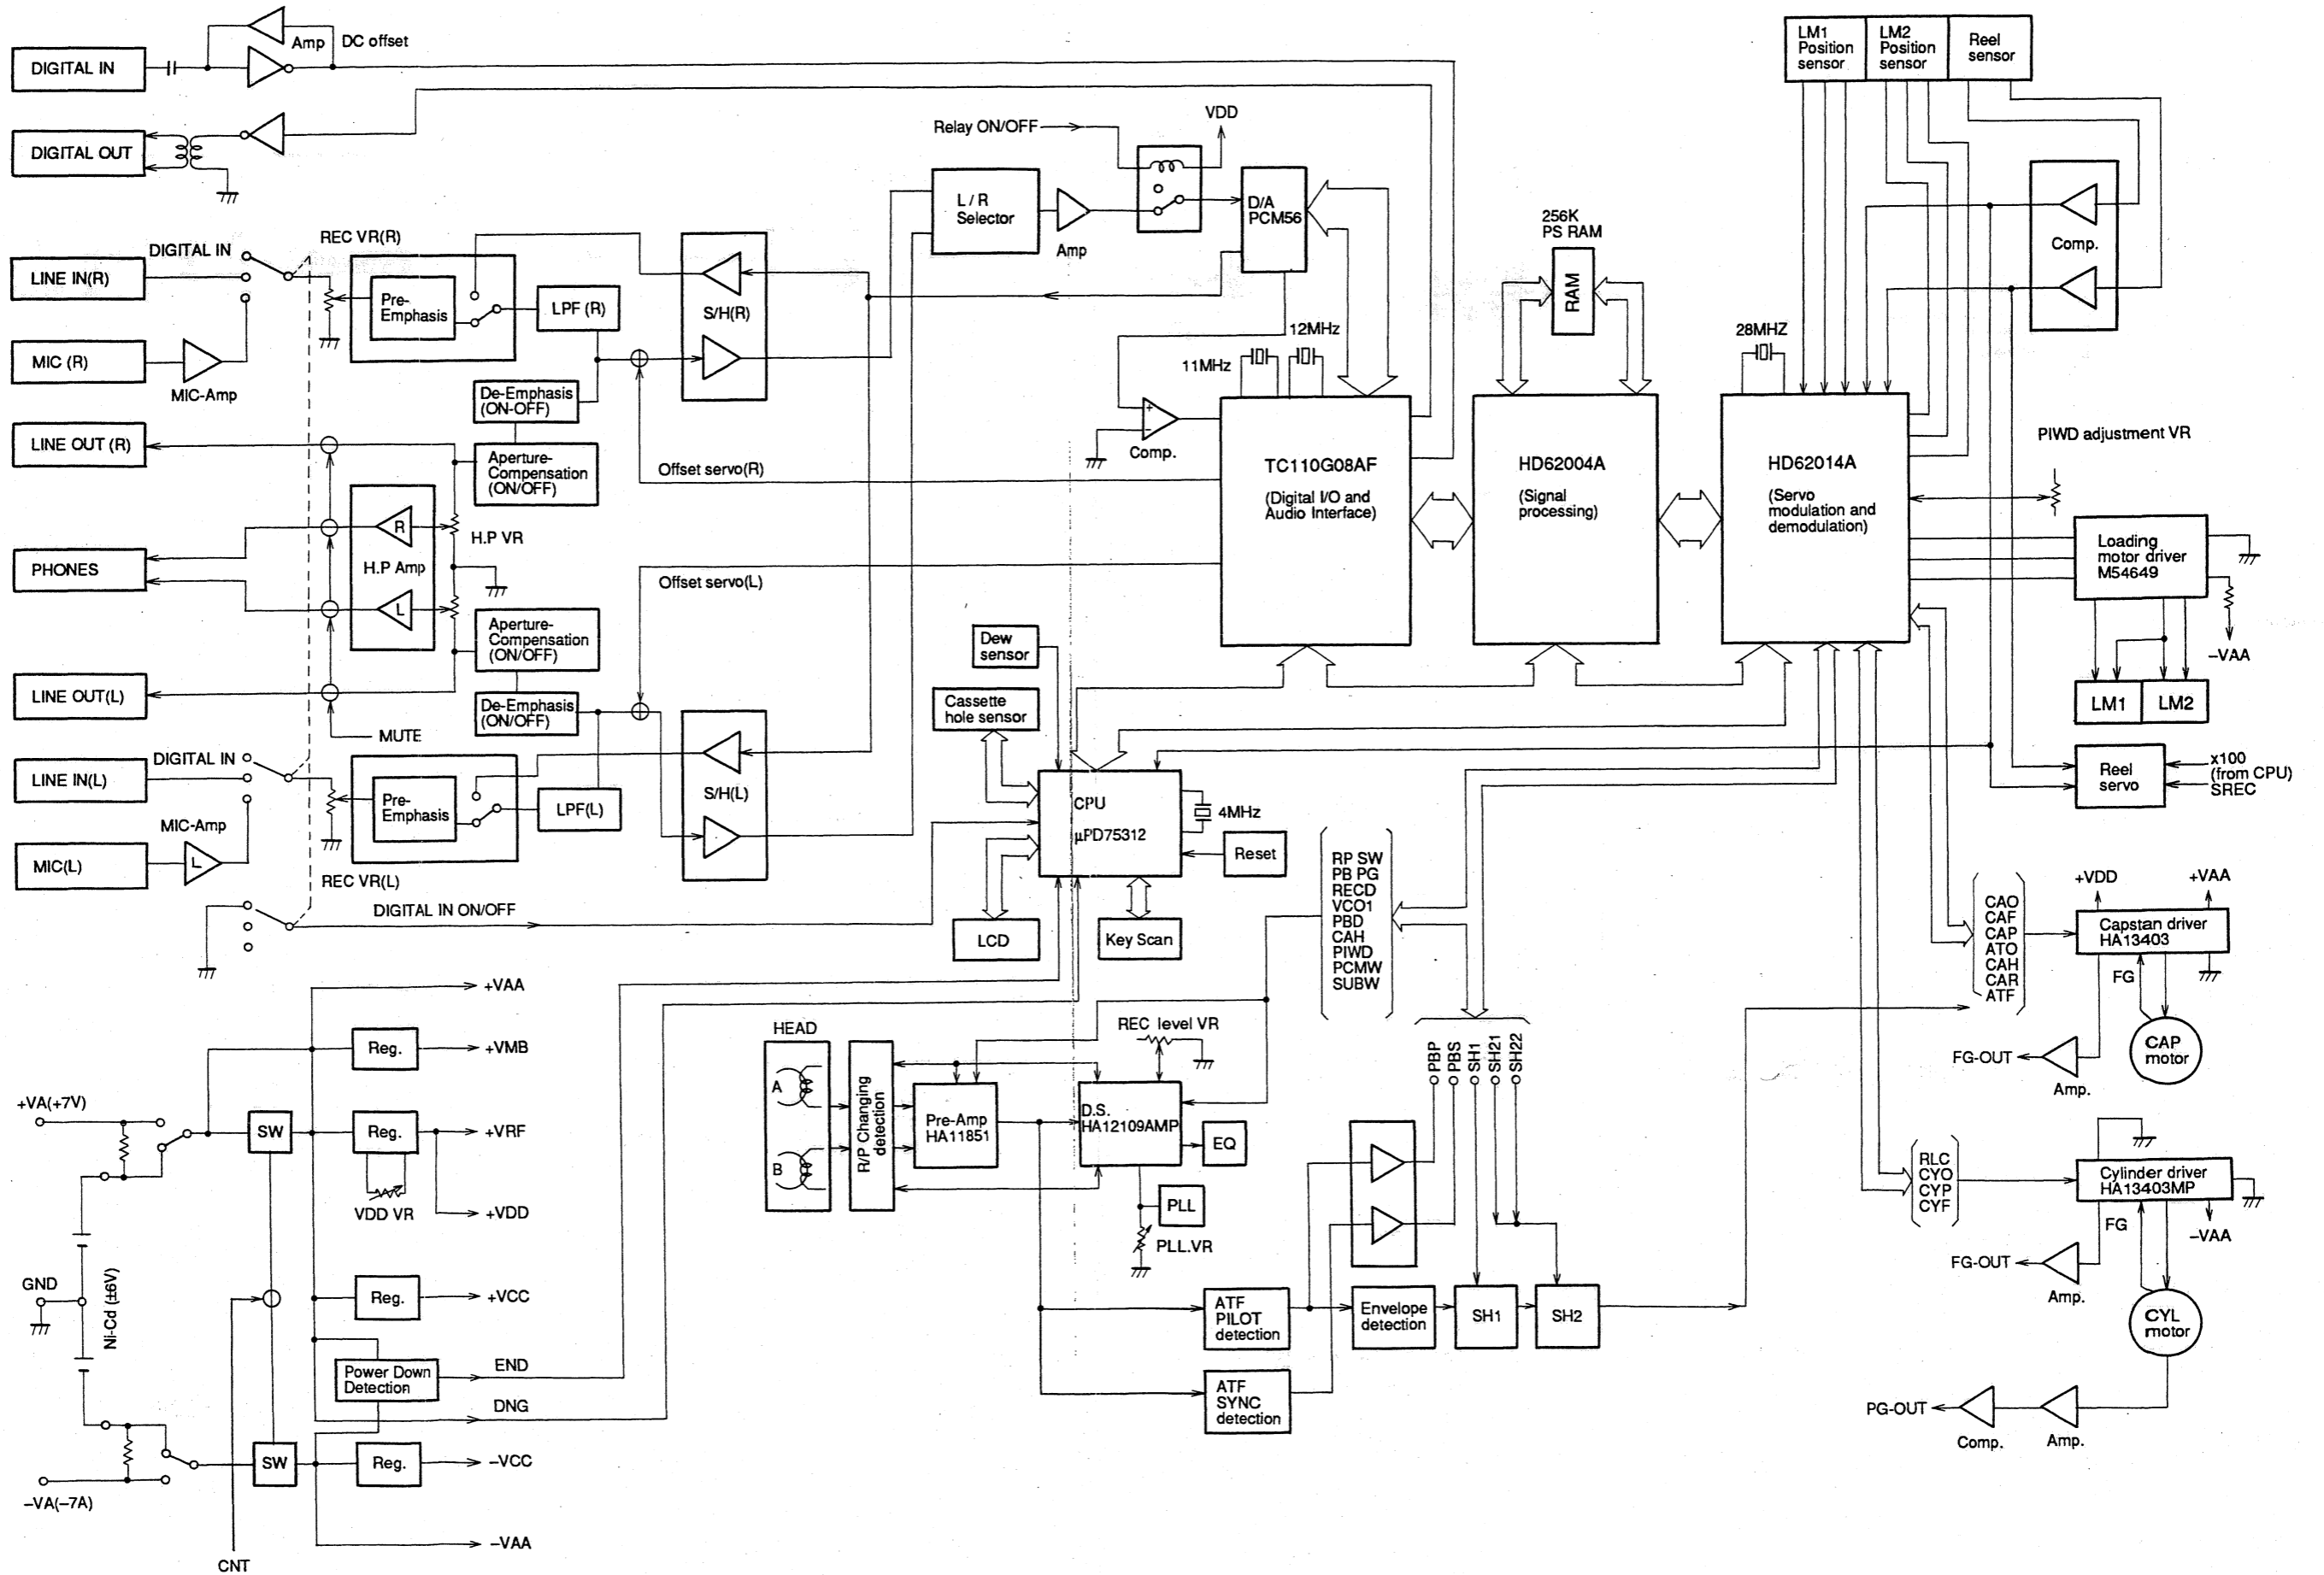 DIGITAL IN
Amp
DC offset
DIGITAL OUT
Relay ON/OFF
VDD
L / R
Selector
Amp
D/A
PCM56
256K
PS RAM
RAM
LM1
Position
sensor
LM2
Position
sensor
Reel
sensor
Comp.
DIGITAL IN
REC VR(R)
LINE IN(R)
Pre-
Emphasis
LPF (R)
S/H(R)
MIC (R)
MIC-Amp
De-Emphasis
(ON-OFF)
11MHz
12MHz
28MHZ
Comp.
+
−
LINE OUT (R)
Aperture-
Compensation
(ON/OFF)
Offset servo(R)
TC110G08AF
(Digital I/O and
Audio Interface)
HD62004A
(Signal
processing)
HD62014A
(Servo
modulation and
demodulation)
PIWD adjustment VR
R
H.P VR
PHONES
H.P Amp
L
Offset servo(L)
Loading
motor driver
M54649
−VAA
LM1
LM2
Aperture-
Compensation
(ON/OFF)
Dew
sensor
Cassette
hole sensor
LINE OUT(L)
De-Emphasis
(ON/OFF)
MUTE
DIGITAL IN
LINE IN(L)
Pre-
Emphasis
LPF(L)
S/H(L)
MIC-Amp
MIC(L)
L
REC VR(L)
CPU
μPD75312
4MHz
Reset
Reel
servo
x100
(from CPU)
SREC
RP SW
PB PG
RECD
VCO1
PBD
CAH
PIWD
PCMW
SUBW
DIGITAL IN ON/OFF
LCD
Key Scan
CAO
CAF
CAP
ATO
CAH
CAR
ATF
+VDD
+VAA
Capstan driver
HA13403
FG
CAP
motor
FG-OUT
Amp.
+VAA
Reg.
+VMB
HEAD
A
B
R/P Changing
detection
Pre-Amp
HA11851
REC level VR
D.S.
HA12109AMP
EQ
PLL
PLL.VR
PBP
PBS
SH1
SH21
SH22
+VA(+7V)
SW
Reg.
+VRF
VDD VR
+VDD
RLC
CYO
CYP
CYF
Cylinder driver
HA13403MP
FG
−VAA
FG-OUT
Amp.
CYL
motor
GND
Ni-Cd (±6V)
Reg.
+VCC
ATF
PILOT
detection
Envelope
detection
SH1
SH2
Power Down
Detection
END
DNG
ATF
SYNC
detection
PG-OUT
Comp.
Amp.
SW
Reg.
−VCC
−VA(−7A)
−VAA
CNT